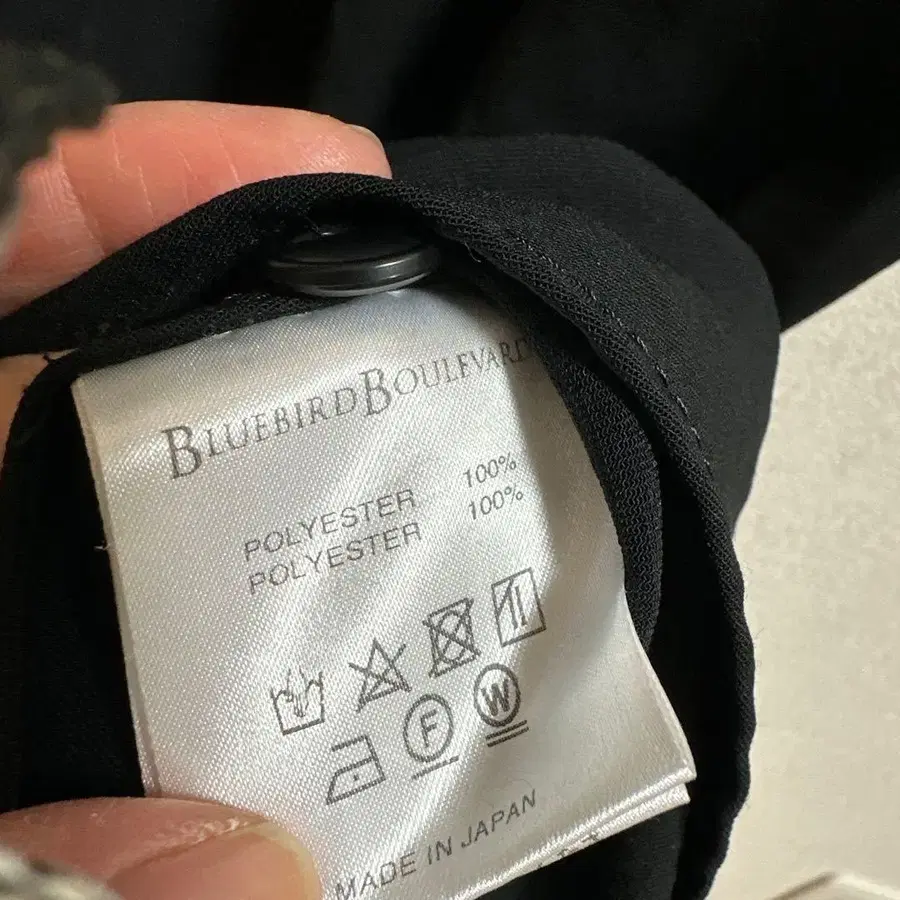 BLUEBIRD BOULEVARD
POLYESTER 100%
POLYESTER 100%
F W
MADE IN JAPAN